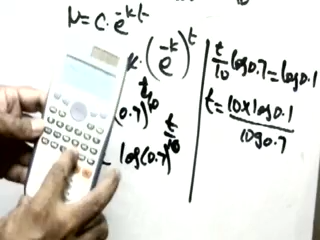 N = C·e^-kt
(e^-k)^t
(0.7)^t/10
log(0.7)^t/10
t/10 log 0.7 = log 0.1
t = 10 × log 0.1 / log 0.7